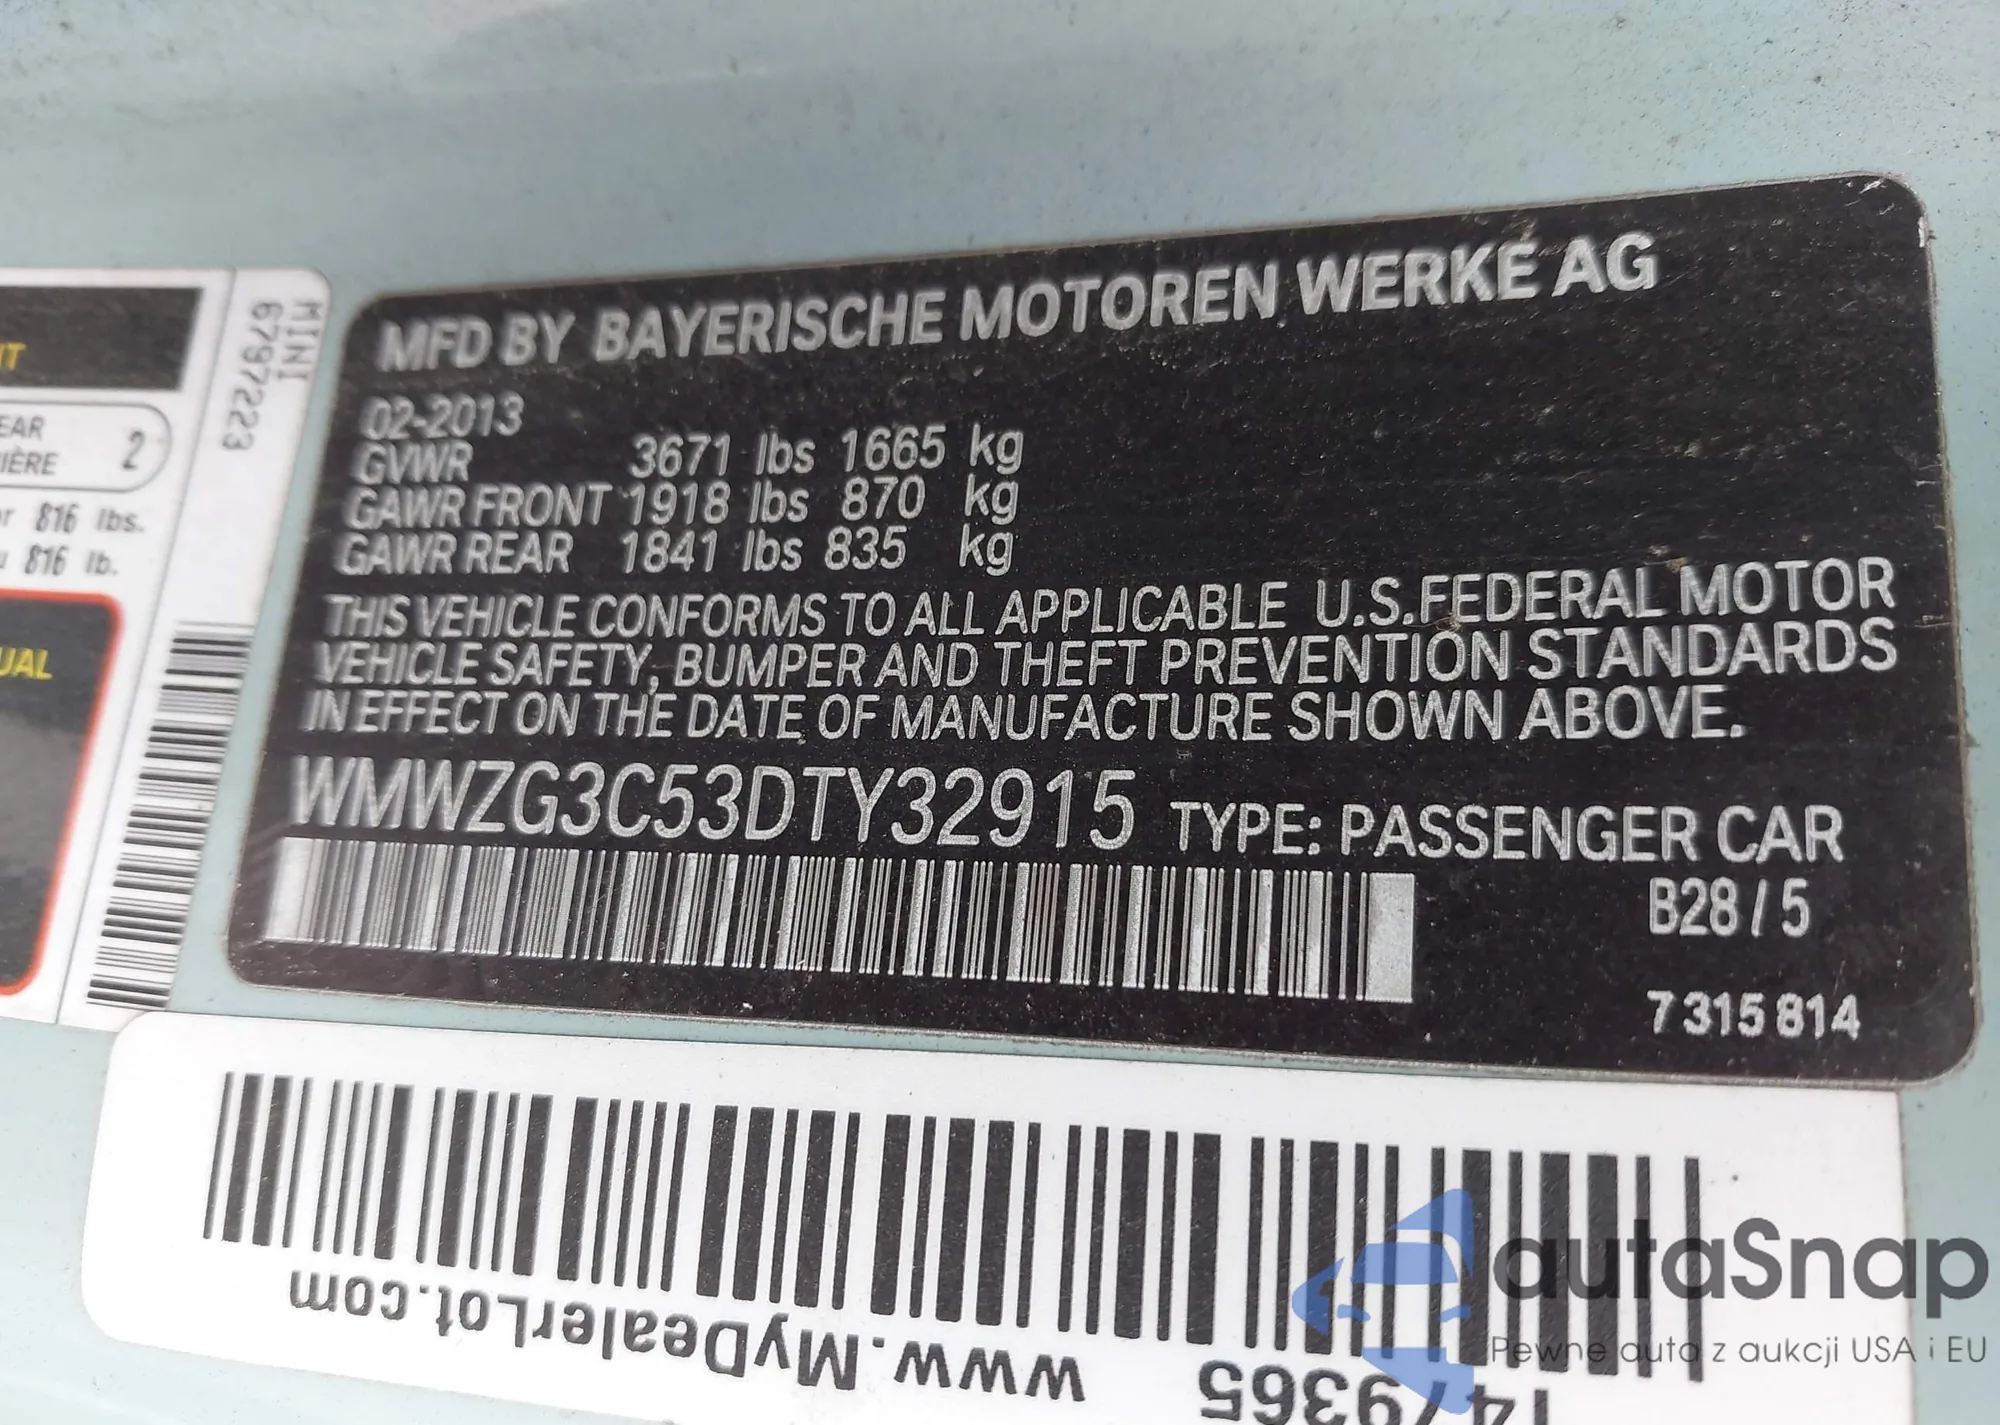 MFD BY BAYERISCHE MOTOREN WERKE AG
02-2013
GVWR 3671 lbs 1665 kg
GAWR FRONT 1918 lbs 870 kg
GAWR REAR 1841 lbs 835 kg
THIS VEHICLE CONFORMS TO ALL APPLICABLE U.S.FEDERAL MOTOR
VEHICLE SAFETY, BUMPER AND THEFT PREVENTION STANDARDS
IN EFFECT ON THE DATE OF MANUFACTURE SHOWN ABOVE.
WMWZG3C53DTY32915 TYPE: PASSENGER CAR
B28/5
7 315 814
MINI
6797223
2
816 lbs.
816 lb.
www.MyDealerLot.com
1479365
autaSnap
Pewne auta z aukcji USA i EU